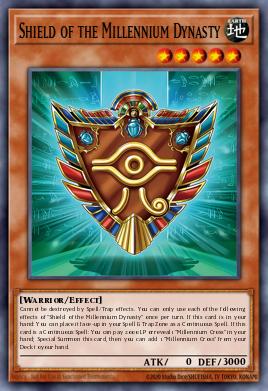 SHIELD OF THE MILLENNIUM DYNASTY
EARTH
地
[WARRIOR/EFFECT]
Cannot be destroyed by Spell/Trap effects. You can only use each of the following
effects of "Shield of the Millennium Dynasty" once per turn. If this card is in your
hand: You can place it face-up in your Spell & Trap Zone as a Continuous Spell. If this
card is a Continuous Spell: You can pay 2000 LP or reveal 1 "Millennium Cross" in your
hand; Special Summon this card, then you can add 1 "Millennium Cross" from your
Deck to your hand.
ATK/ 0 DEF/3000
©2020 Studio Dice/SHUEISHA, TV TOKYO, KONAMI